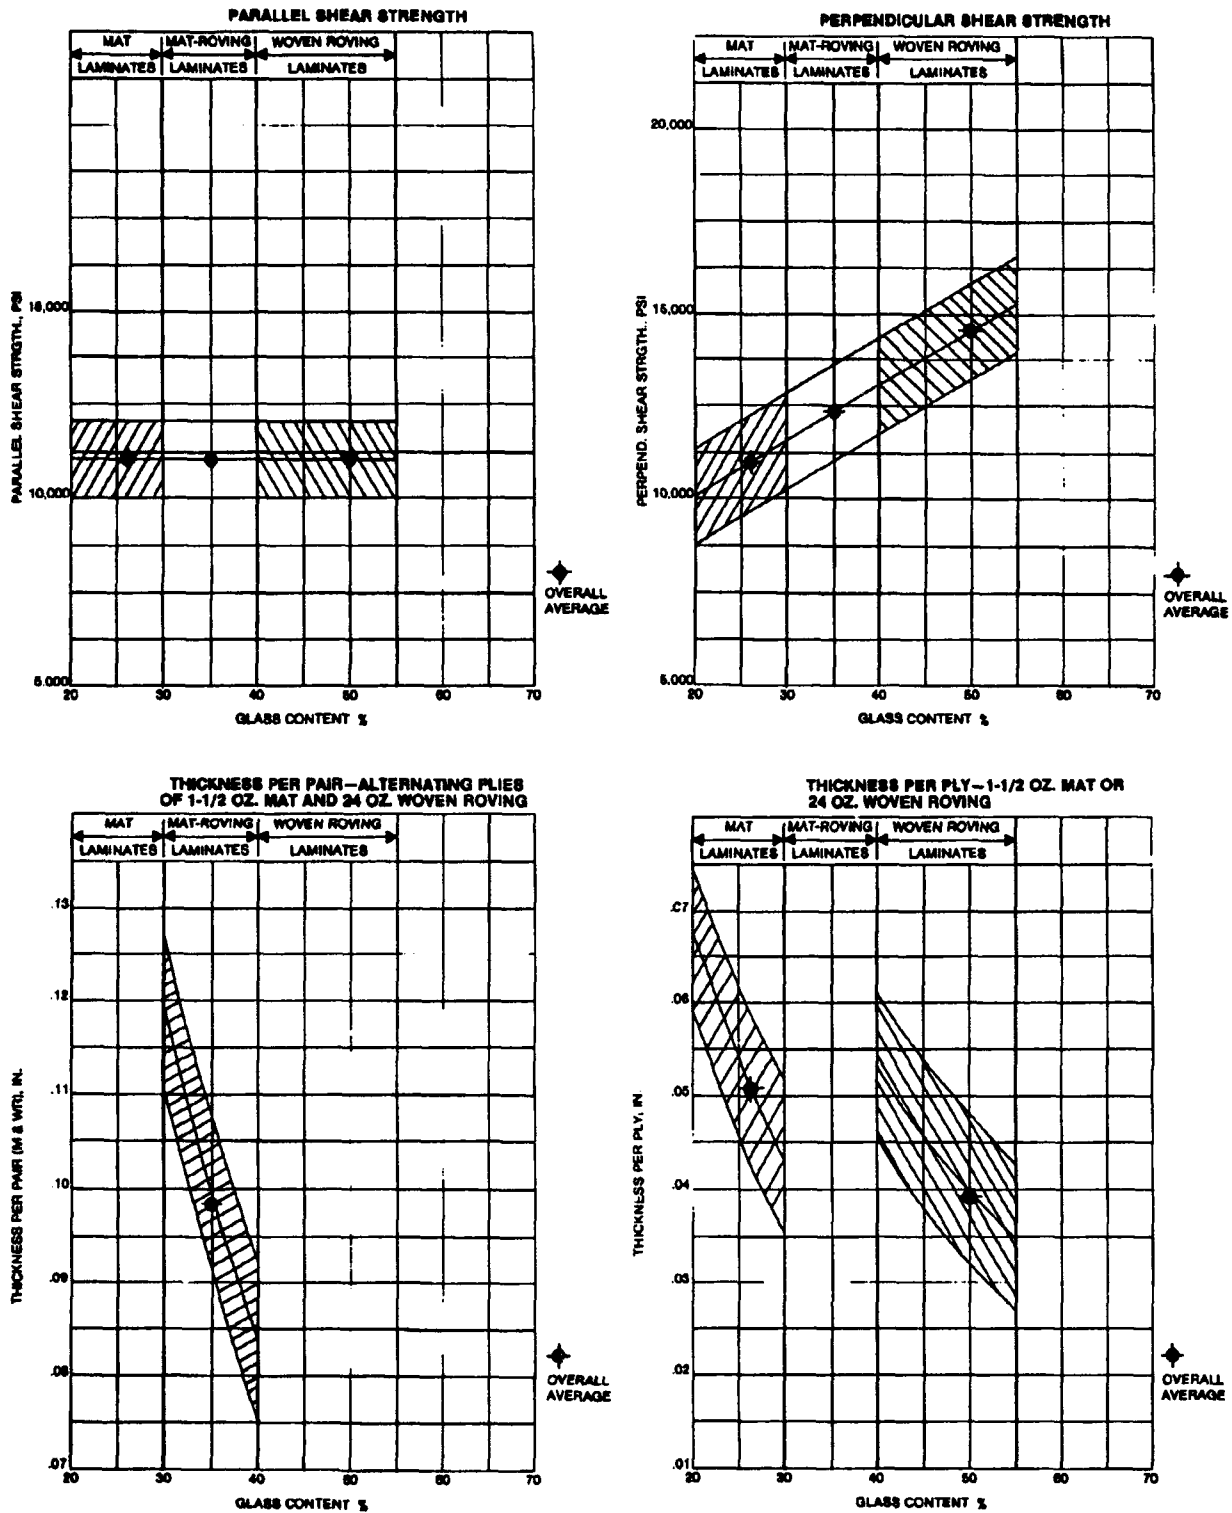 PARALLEL SHEAR STRENGTH
MAT
MAT-ROVING
WOVEN ROVING
LAMINATES
LAMINATES
LAMINATES
PARALLEL SHEAR STRGTH., PSI
15,000
10,000
5,000
20
30
40
50
60
70
GLASS CONTENT %
OVERALL
AVERAGE
PERPENDICULAR SHEAR STRENGTH
MAT
MAT-ROVING
WOVEN ROVING
LAMINATES
LAMINATES
LAMINATES
PERPEND. SHEAR STRGTH., PSI
20,000
15,000
10,000
5,000
20
30
40
50
60
70
GLASS CONTENT %
OVERALL
AVERAGE
THICKNESS PER PAIR—ALTERNATING PLIES
OF 1-1/2 OZ. MAT AND 24 OZ. WOVEN ROVING
MAT
MAT-ROVING
WOVEN ROVING
LAMINATES
LAMINATES
LAMINATES
THICKNESS PER PAIR (M & WR), IN.
.13
.12
.11
.10
.09
.08
.07
20
30
40
50
60
70
GLASS CONTENT %
OVERALL
AVERAGE
THICKNESS PER PLY—1-1/2 OZ. MAT OR
24 OZ. WOVEN ROVING
MAT
MAT-ROVING
WOVEN ROVING
LAMINATES
LAMINATES
LAMINATES
THICKNESS PER PLY, IN.
.07
.06
.05
.04
.03
.02
.01
20
30
40
50
60
70
GLASS CONTENT %
OVERALL
AVERAGE